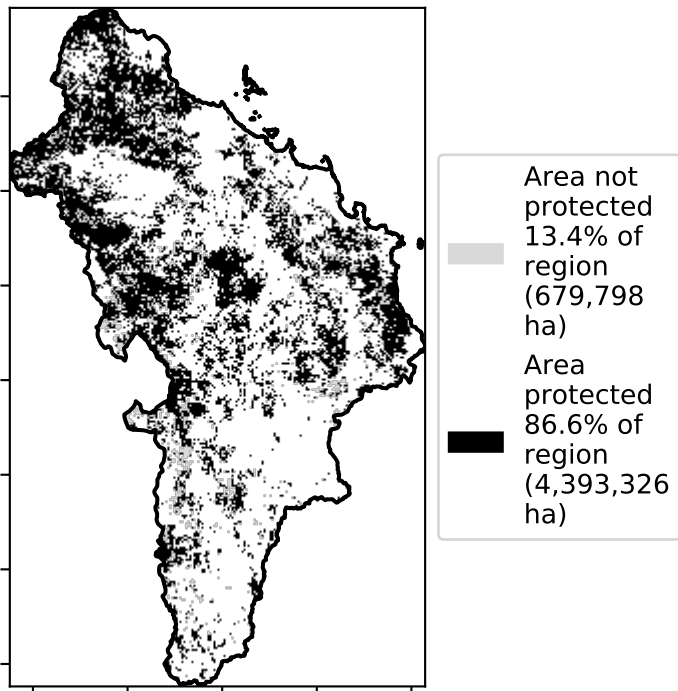 Area not
protected
13.4% of
region
(679,798
ha)
Area
protected
86.6% of
region
(4,393,326
ha)